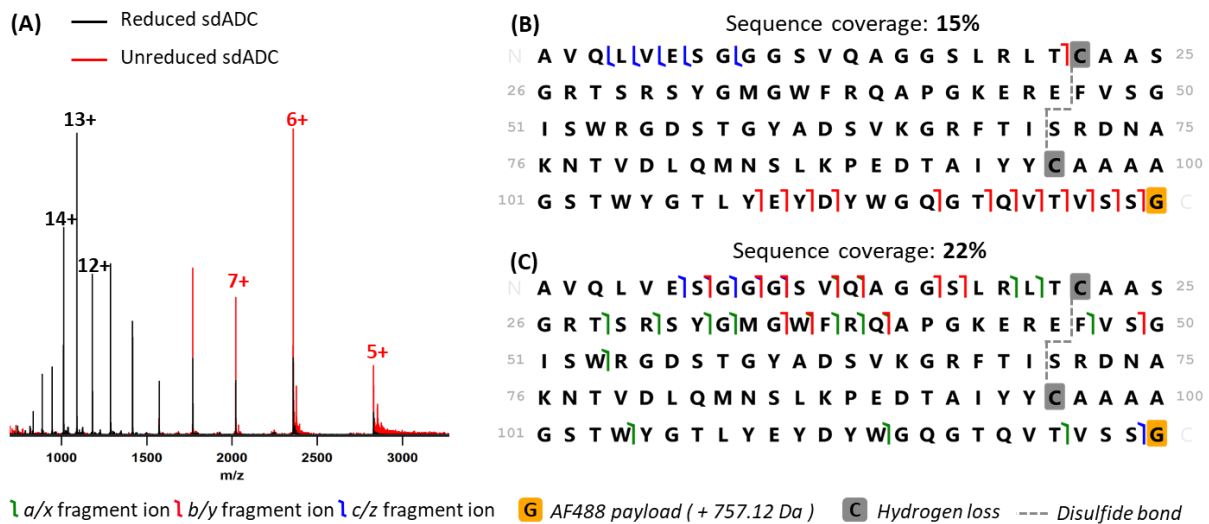 (A)
Reduced sdADC
Unreduced sdADC
13+
6+
14+
12+
7+
5+
1000 1500 2000 2500 3000
m/z
(B)
Sequence coverage: 15%
N A V Q L V E S G G G S V Q A G G S L R L T C A A S 25
26 G R T S R S Y G M G W F R Q A P G K E R E F V S G 50
51 I S W R G D S T G Y A D S V K G R F T I S R D N A 75
76 K N T V D L Q M N S L K P E D T A I Y Y C A A A A 100
101 G S T W Y G T L Y E Y D Y W G Q G T Q V T V S S G C
(C)
Sequence coverage: 22%
N A V Q L V E S G G G S V Q A G G S L R L T C A A S 25
26 G R T S R S Y G M G W F R Q A P G K E R E F V S G 50
51 I S W R G D S T G Y A D S V K G R F T I S R D N A 75
76 K N T V D L Q M N S L K P E D T A I Y Y C A A A A 100
101 G S T W Y G T L Y E Y D Y W G Q G T Q V T V S S G C
a/x fragment ion b/y fragment ion c/z fragment ion G AF488 payload ( + 757.12 Da ) C Hydrogen loss Disulfide bond